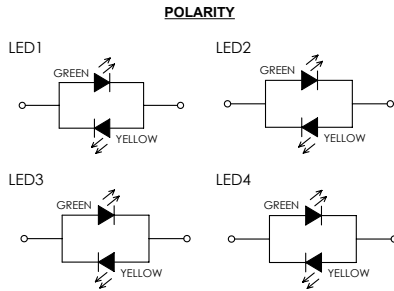 POLARITY
LED1
GREEN
YELLOW
LED2
GREEN
YELLOW
LED3
GREEN
YELLOW
LED4
GREEN
YELLOW